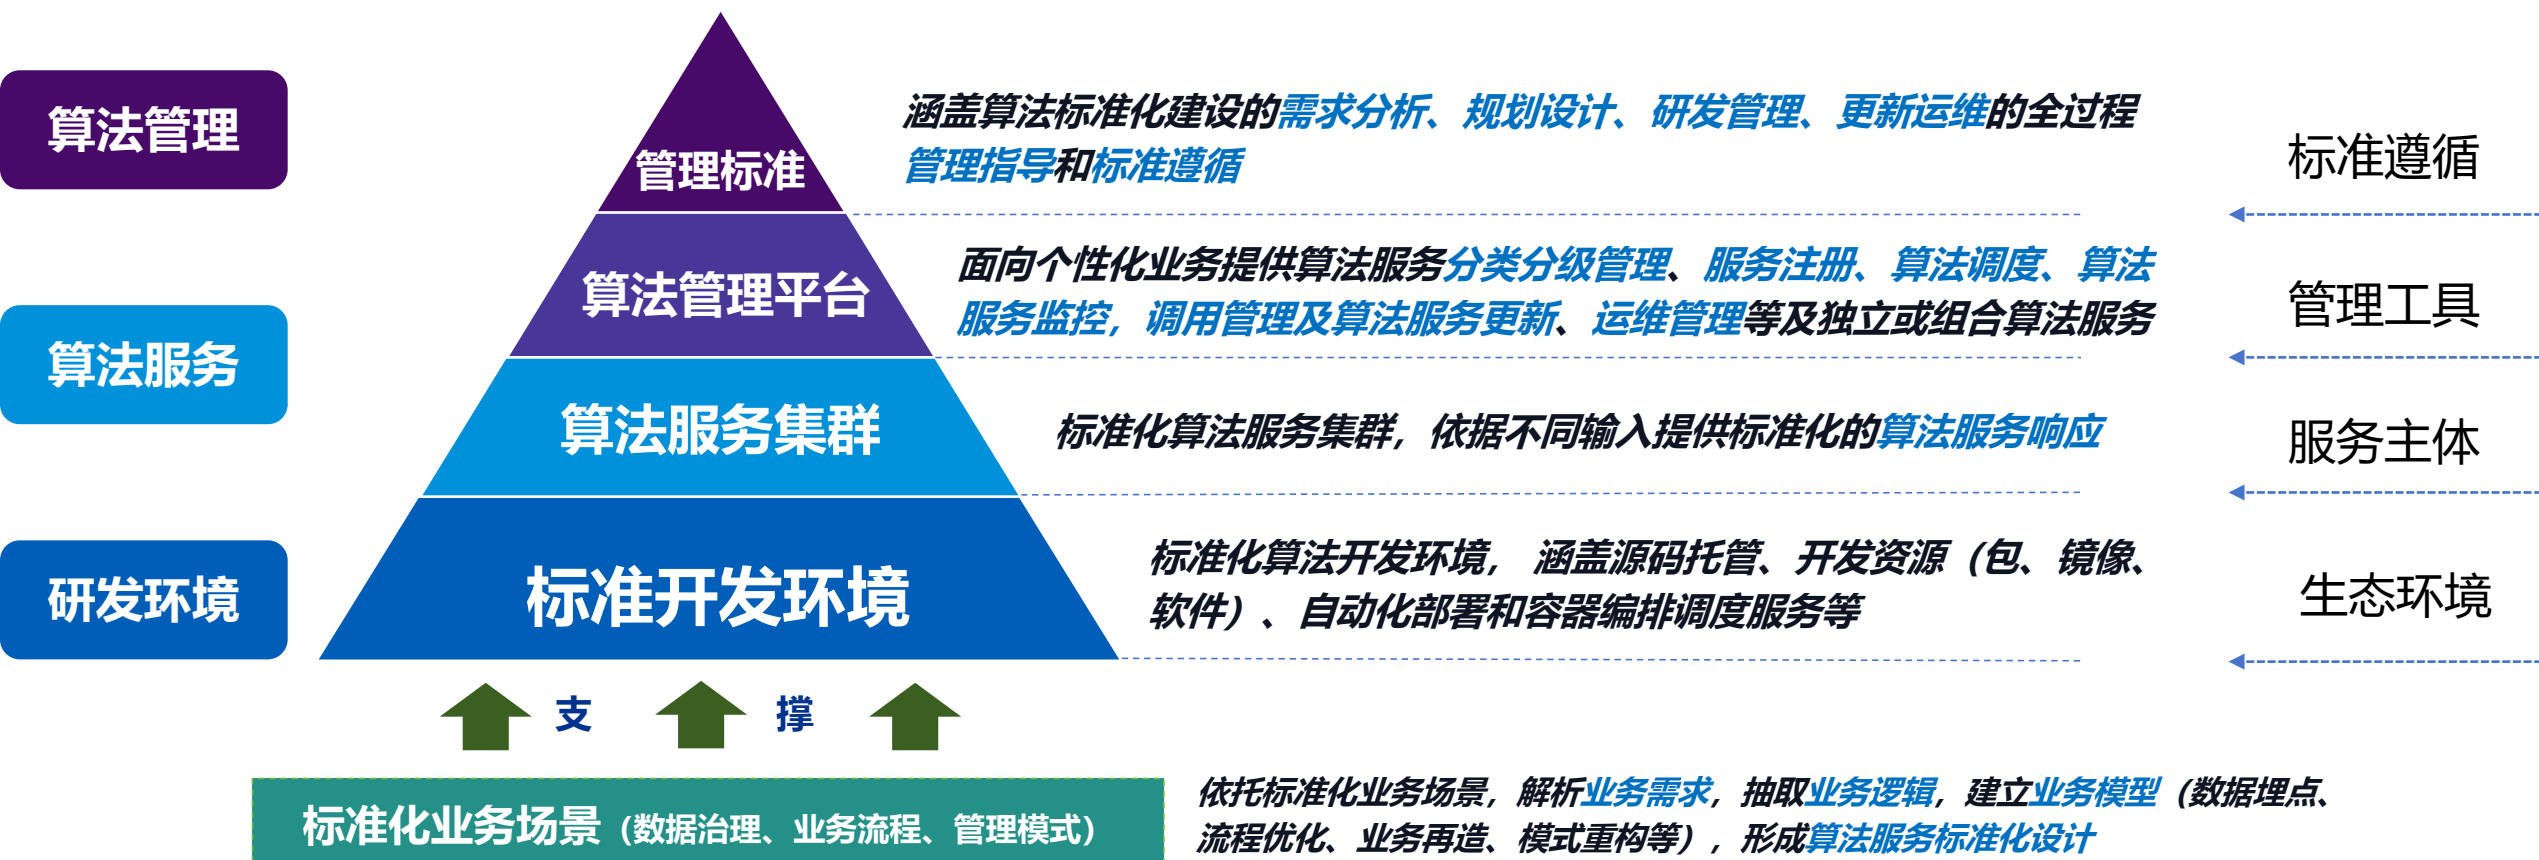 算法管理
管理标准
涵盖算法标准化建设的需求分析、规划设计、研发管理、更新运维的全过程
管理指导和标准遵循
标准遵循
算法服务
算法管理平台
面向个性化业务提供算法服务分类分级管理、服务注册、算法调度、算法
服务监控，调用管理及算法服务更新、运维管理等及独立或组合算法服务
管理工具
算法服务集群
标准化算法服务集群，依据不同输入提供标准化的算法服务响应
服务主体
研发环境
标准开发环境
标准化算法开发环境， 涵盖源码托管、开发资源（包、镜像、
软件）、自动化部署和容器编排调度服务等
生态环境
支 撑
标准化业务场景（数据治理、业务流程、管理模式）
依托标准化业务场景，解析业务需求，抽取业务逻辑，建立业务模型（数据埋点、
流程优化、业务再造、模式重构等），形成算法服务标准化设计